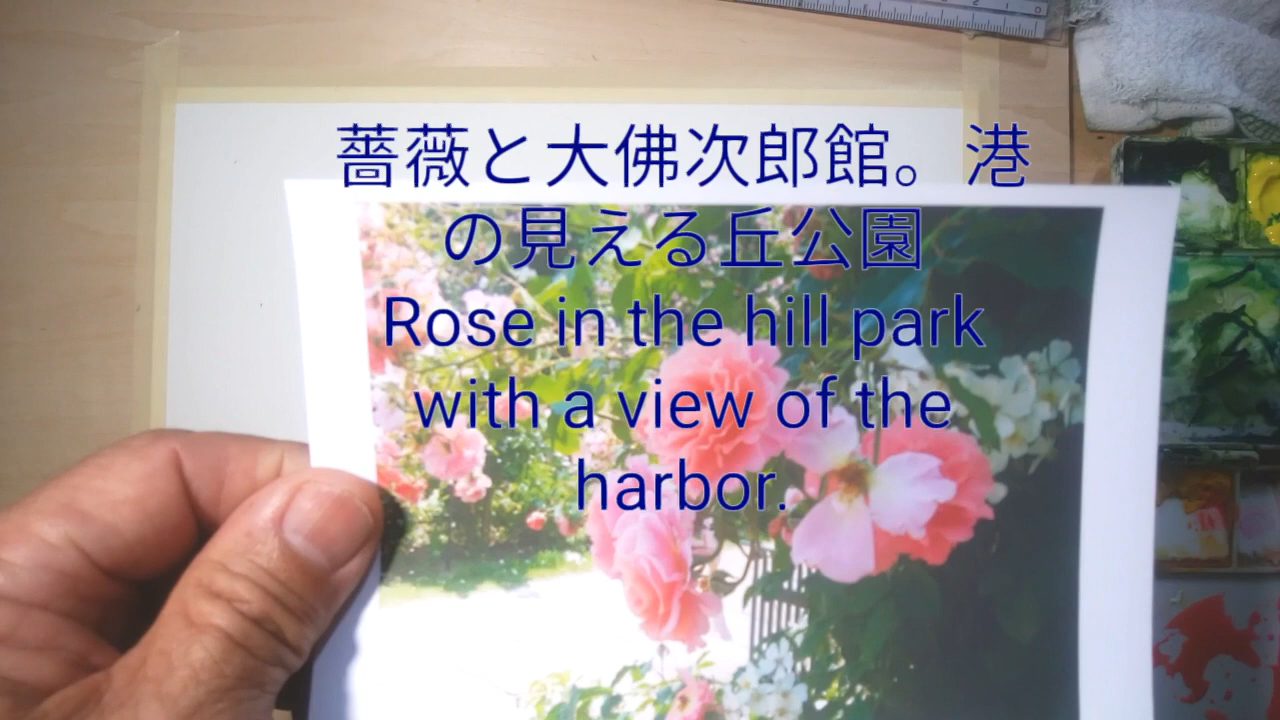 薔薇と大佛次郎館。港
の見える丘公園
Rose in the hill park
with a view of the
harbor.